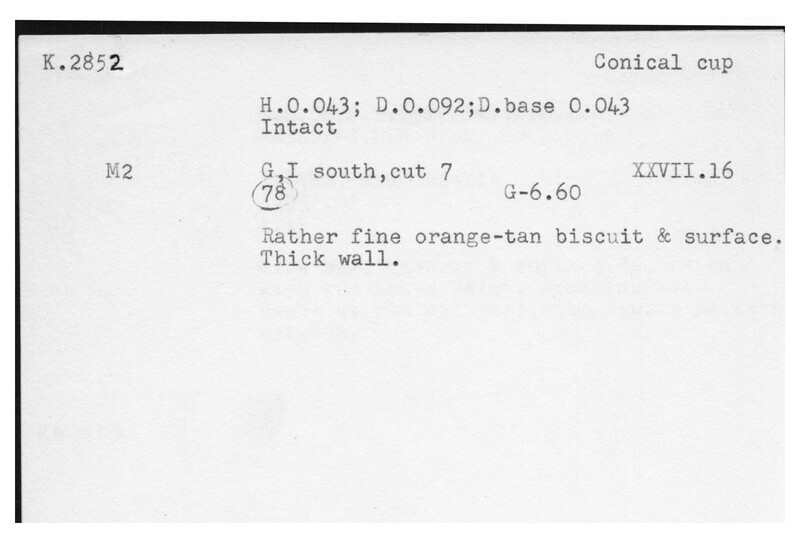 K.2852 Conical cup
H.0.043; D.0.092;D.base 0.043
Intact
M2 G,I south,cut 7 XXVII.16
(78) G-6.60
Rather fine orange-tan biscuit & surface.
Thick wall.